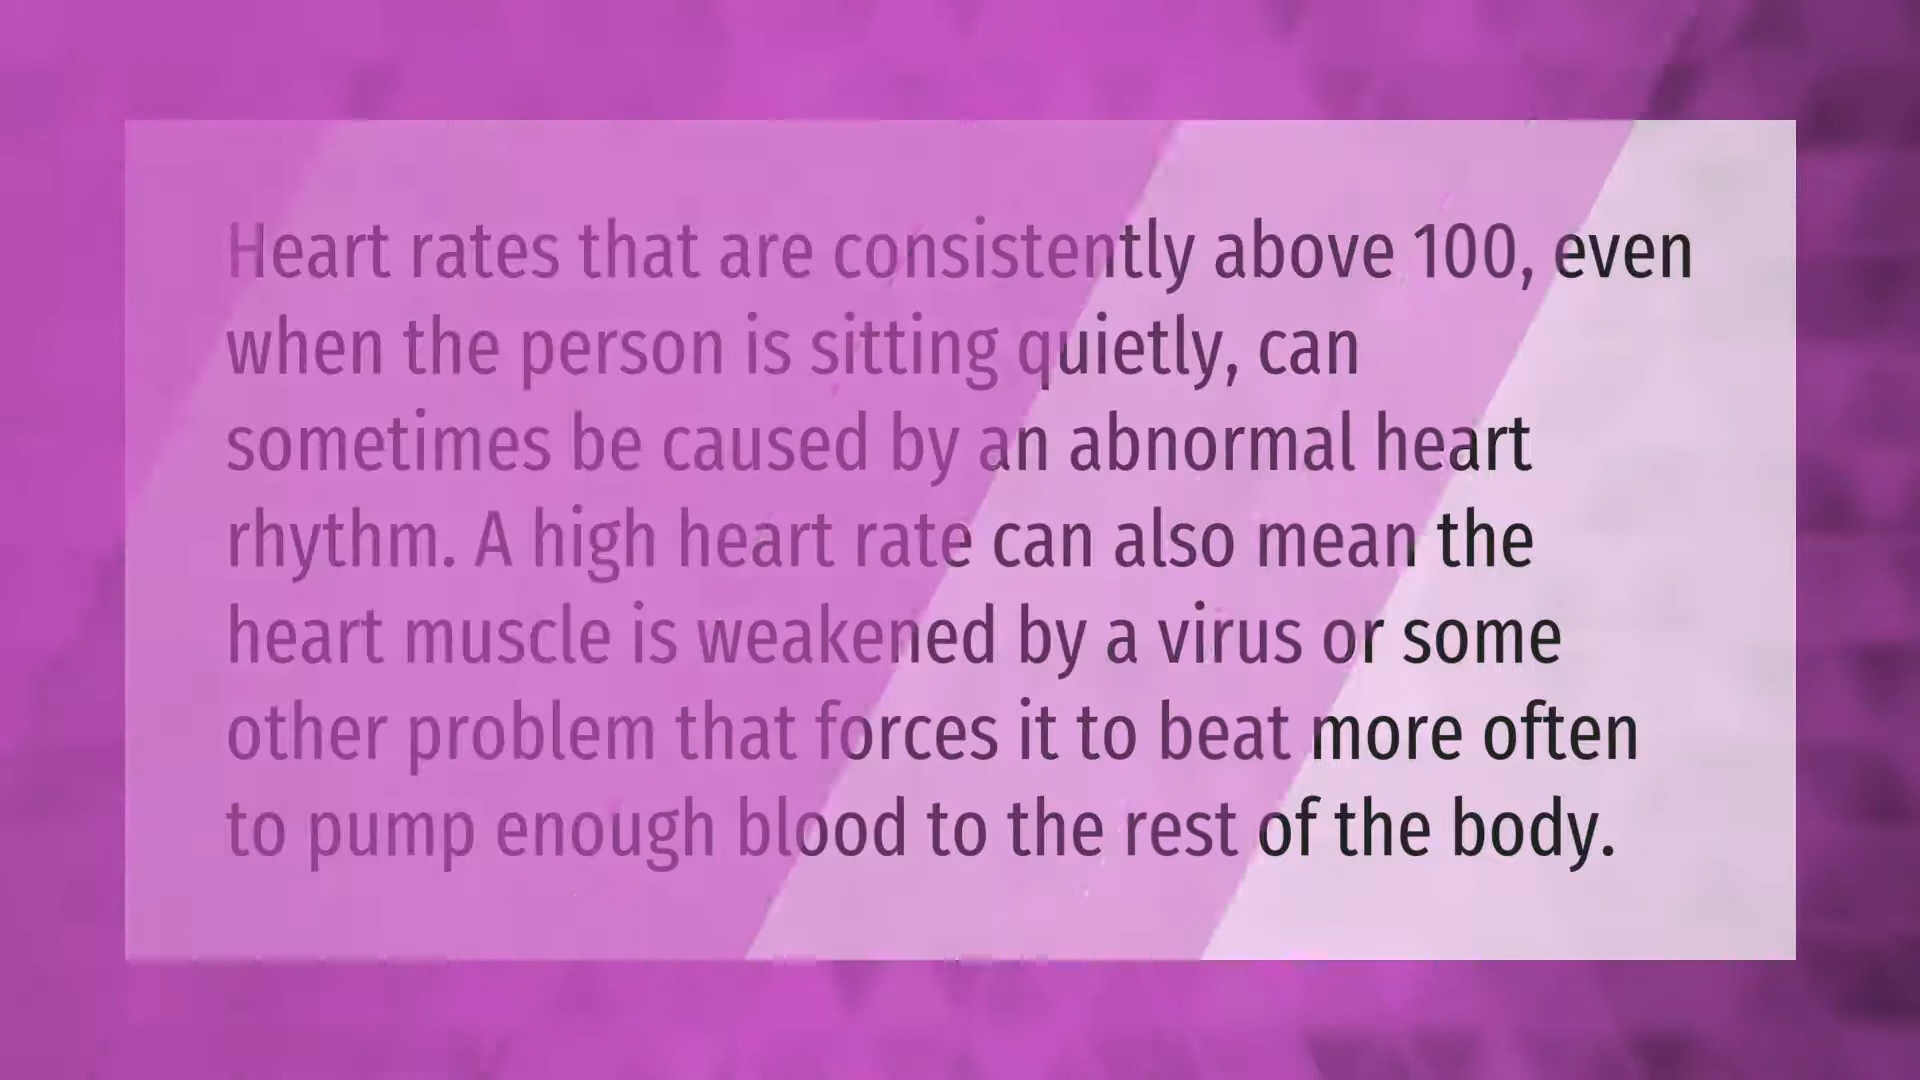 Heart rates that are consistently above 100, even
when the person is sitting quietly, can
sometimes be caused by an abnormal heart
rhythm. A high heart rate can also mean the
heart muscle is weakened by a virus or some
other problem that forces it to beat more often
to pump enough blood to the rest of the body.